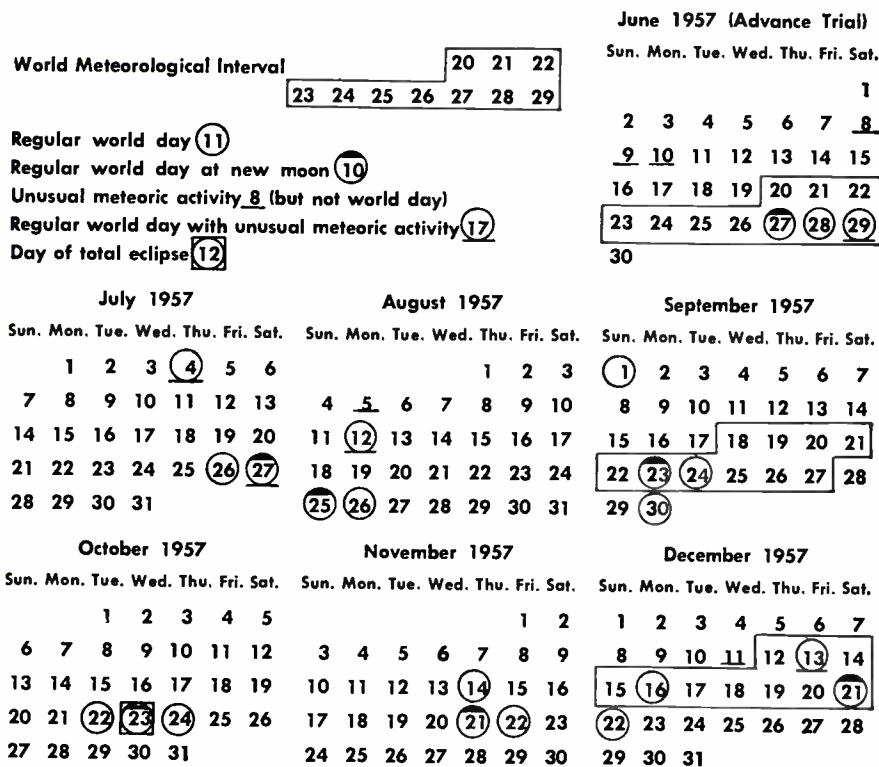 June 1957 (Advance Trial)
World Meteorological Interval
20 21 22
23 24 25 26 27 28 29
Regular world day 11
Regular world day at new moon 10
Unusual meteoric activity 8 (but not world day)
Regular world day with unusual meteoric activity 17
Day of total eclipse 12
Sun. Mon. Tue. Wed. Thu. Fri. Sat.
1
2 3 4 5 6 7 8
9 10 11 12 13 14 15
16 17 18 19 20 21 22
23 24 25 26 27 28 29
30
July 1957
Sun. Mon. Tue. Wed. Thu. Fri. Sat.
1 2 3 4 5 6
7 8 9 10 11 12 13
14 15 16 17 18 19 20
21 22 23 24 25 26 27
28 29 30 31
August 1957
Sun. Mon. Tue. Wed. Thu. Fri. Sat.
1 2 3
4 5 6 7 8 9 10
11 12 13 14 15 16 17
18 19 20 21 22 23 24
25 26 27 28 29 30 31
September 1957
Sun. Mon. Tue. Wed. Thu. Fri. Sat.
1 2 3 4 5 6 7
8 9 10 11 12 13 14
15 16 17 18 19 20 21
22 23 24 25 26 27 28
29 30
October 1957
Sun. Mon. Tue. Wed. Thu. Fri. Sat.
1 2 3 4 5
6 7 8 9 10 11 12
13 14 15 16 17 18 19
20 21 22 23 24 25 26
27 28 29 30 31
November 1957
Sun. Mon. Tue. Wed. Thu. Fri. Sat.
1 2
3 4 5 6 7 8 9
10 11 12 13 14 15 16
17 18 19 20 21 22 23
24 25 26 27 28 29 30
December 1957
Sun. Mon. Tue. Wed. Thu. Fri. Sat.
1 2 3 4 5 6 7
8 9 10 11 12 13 14
15 16 17 18 19 20 21
22 23 24 25 26 27 28
29 30 31